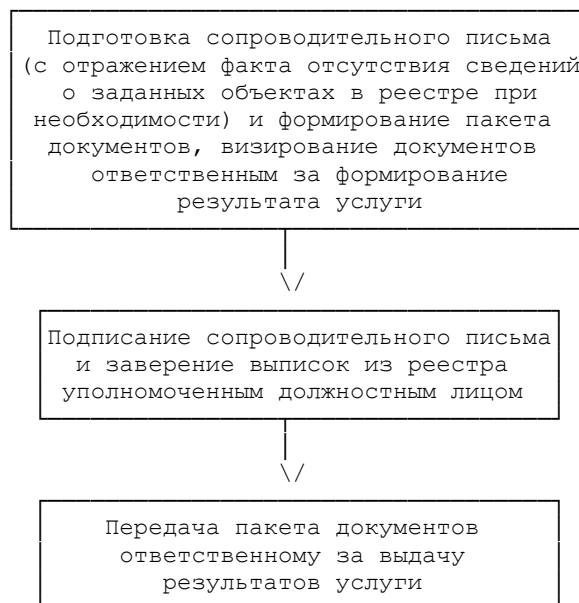 Подготовка сопроводительного письма
(с отражением факта отсутствия сведений
о заданных объектах в реестре при
необходимости) и формирование пакета
документов, визирование документов
ответственным за формирование
результата услуги
Подписание сопроводительного письма
и заверение выписок из реестра
уполномоченным должностным лицом
Передача пакета документов
ответственному за выдачу
результатов услуги